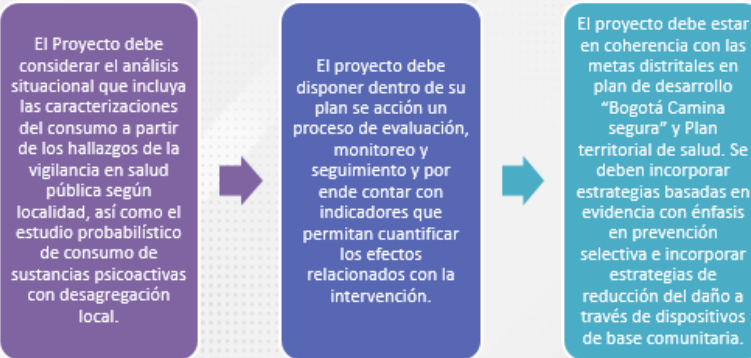 El Proyecto debe
considerar el análisis
situacional que incluya
las caracterizaciones
del consumo a partir
de los hallazgos de la
vigilancia en salud
pública según
localidad, así como el
estudio probabilístico
de consumo de
sustancias psicoactivas
con desagregación
local.
El proyecto debe
disponer dentro de su
plan se acción un
proceso de evaluación,
monitoreo y
seguimiento y por
ende contar con
indicadores que
permitan cuantificar
los efectos
relacionados con la
intervención.
El proyecto debe estar
en coherencia con las
metas distritales en
plan de desarrollo
“Bogotá Camina
segura” y Plan
territorial de salud. Se
deben incorporar
estrategias basadas en
evidencia con énfasis
en prevención
selectiva e incorporar
estrategias de
reducción del daño a
través de dispositivos
de base comunitaria.